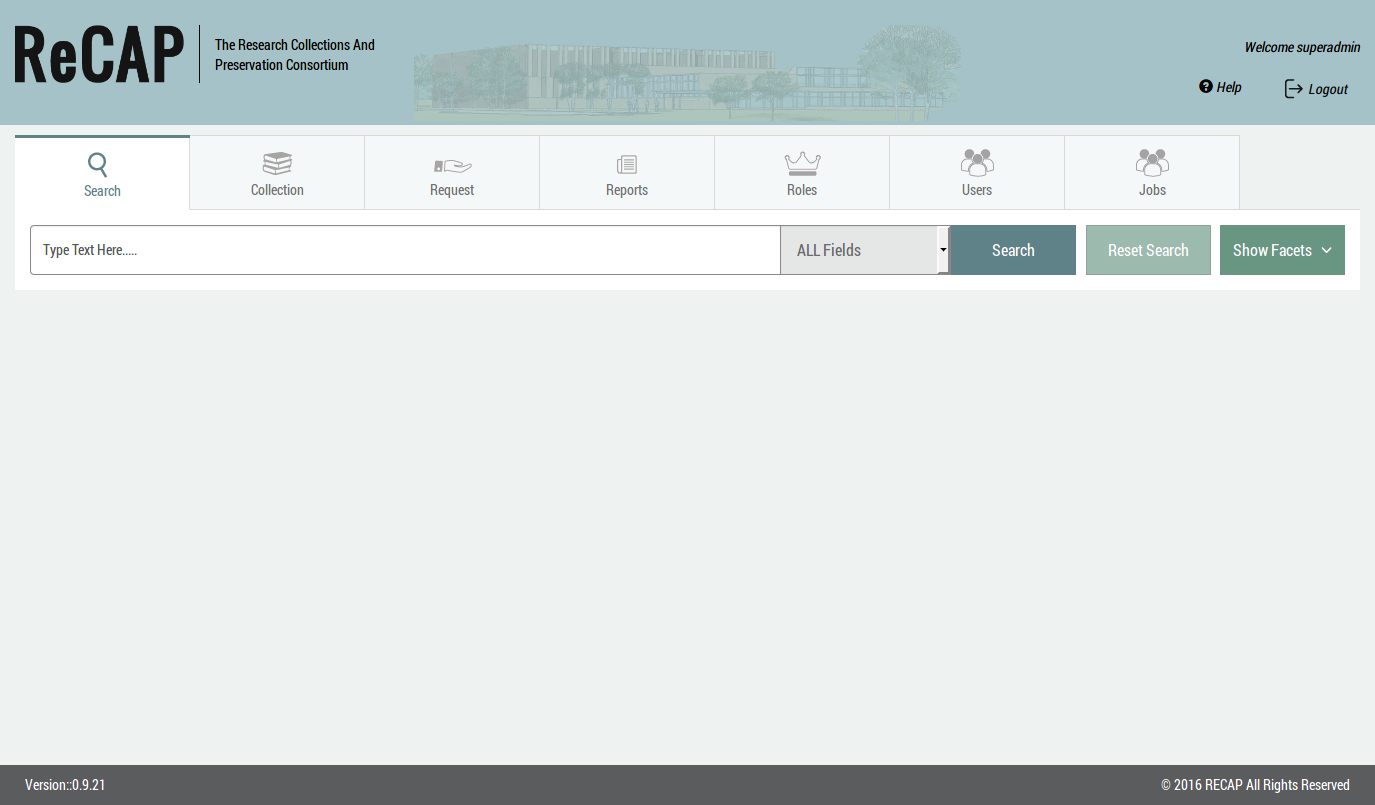 ReCAP
The Research Collections And
Preservation Consortium
Welcome superadmin
Help
Logout
Search
Collection
Request
Reports
Roles
Users
Jobs
Type Text Here.....
ALL Fields
Search
Reset Search
Show Facets
Version::0.9.21
© 2016 RECAP All Rights Reserved